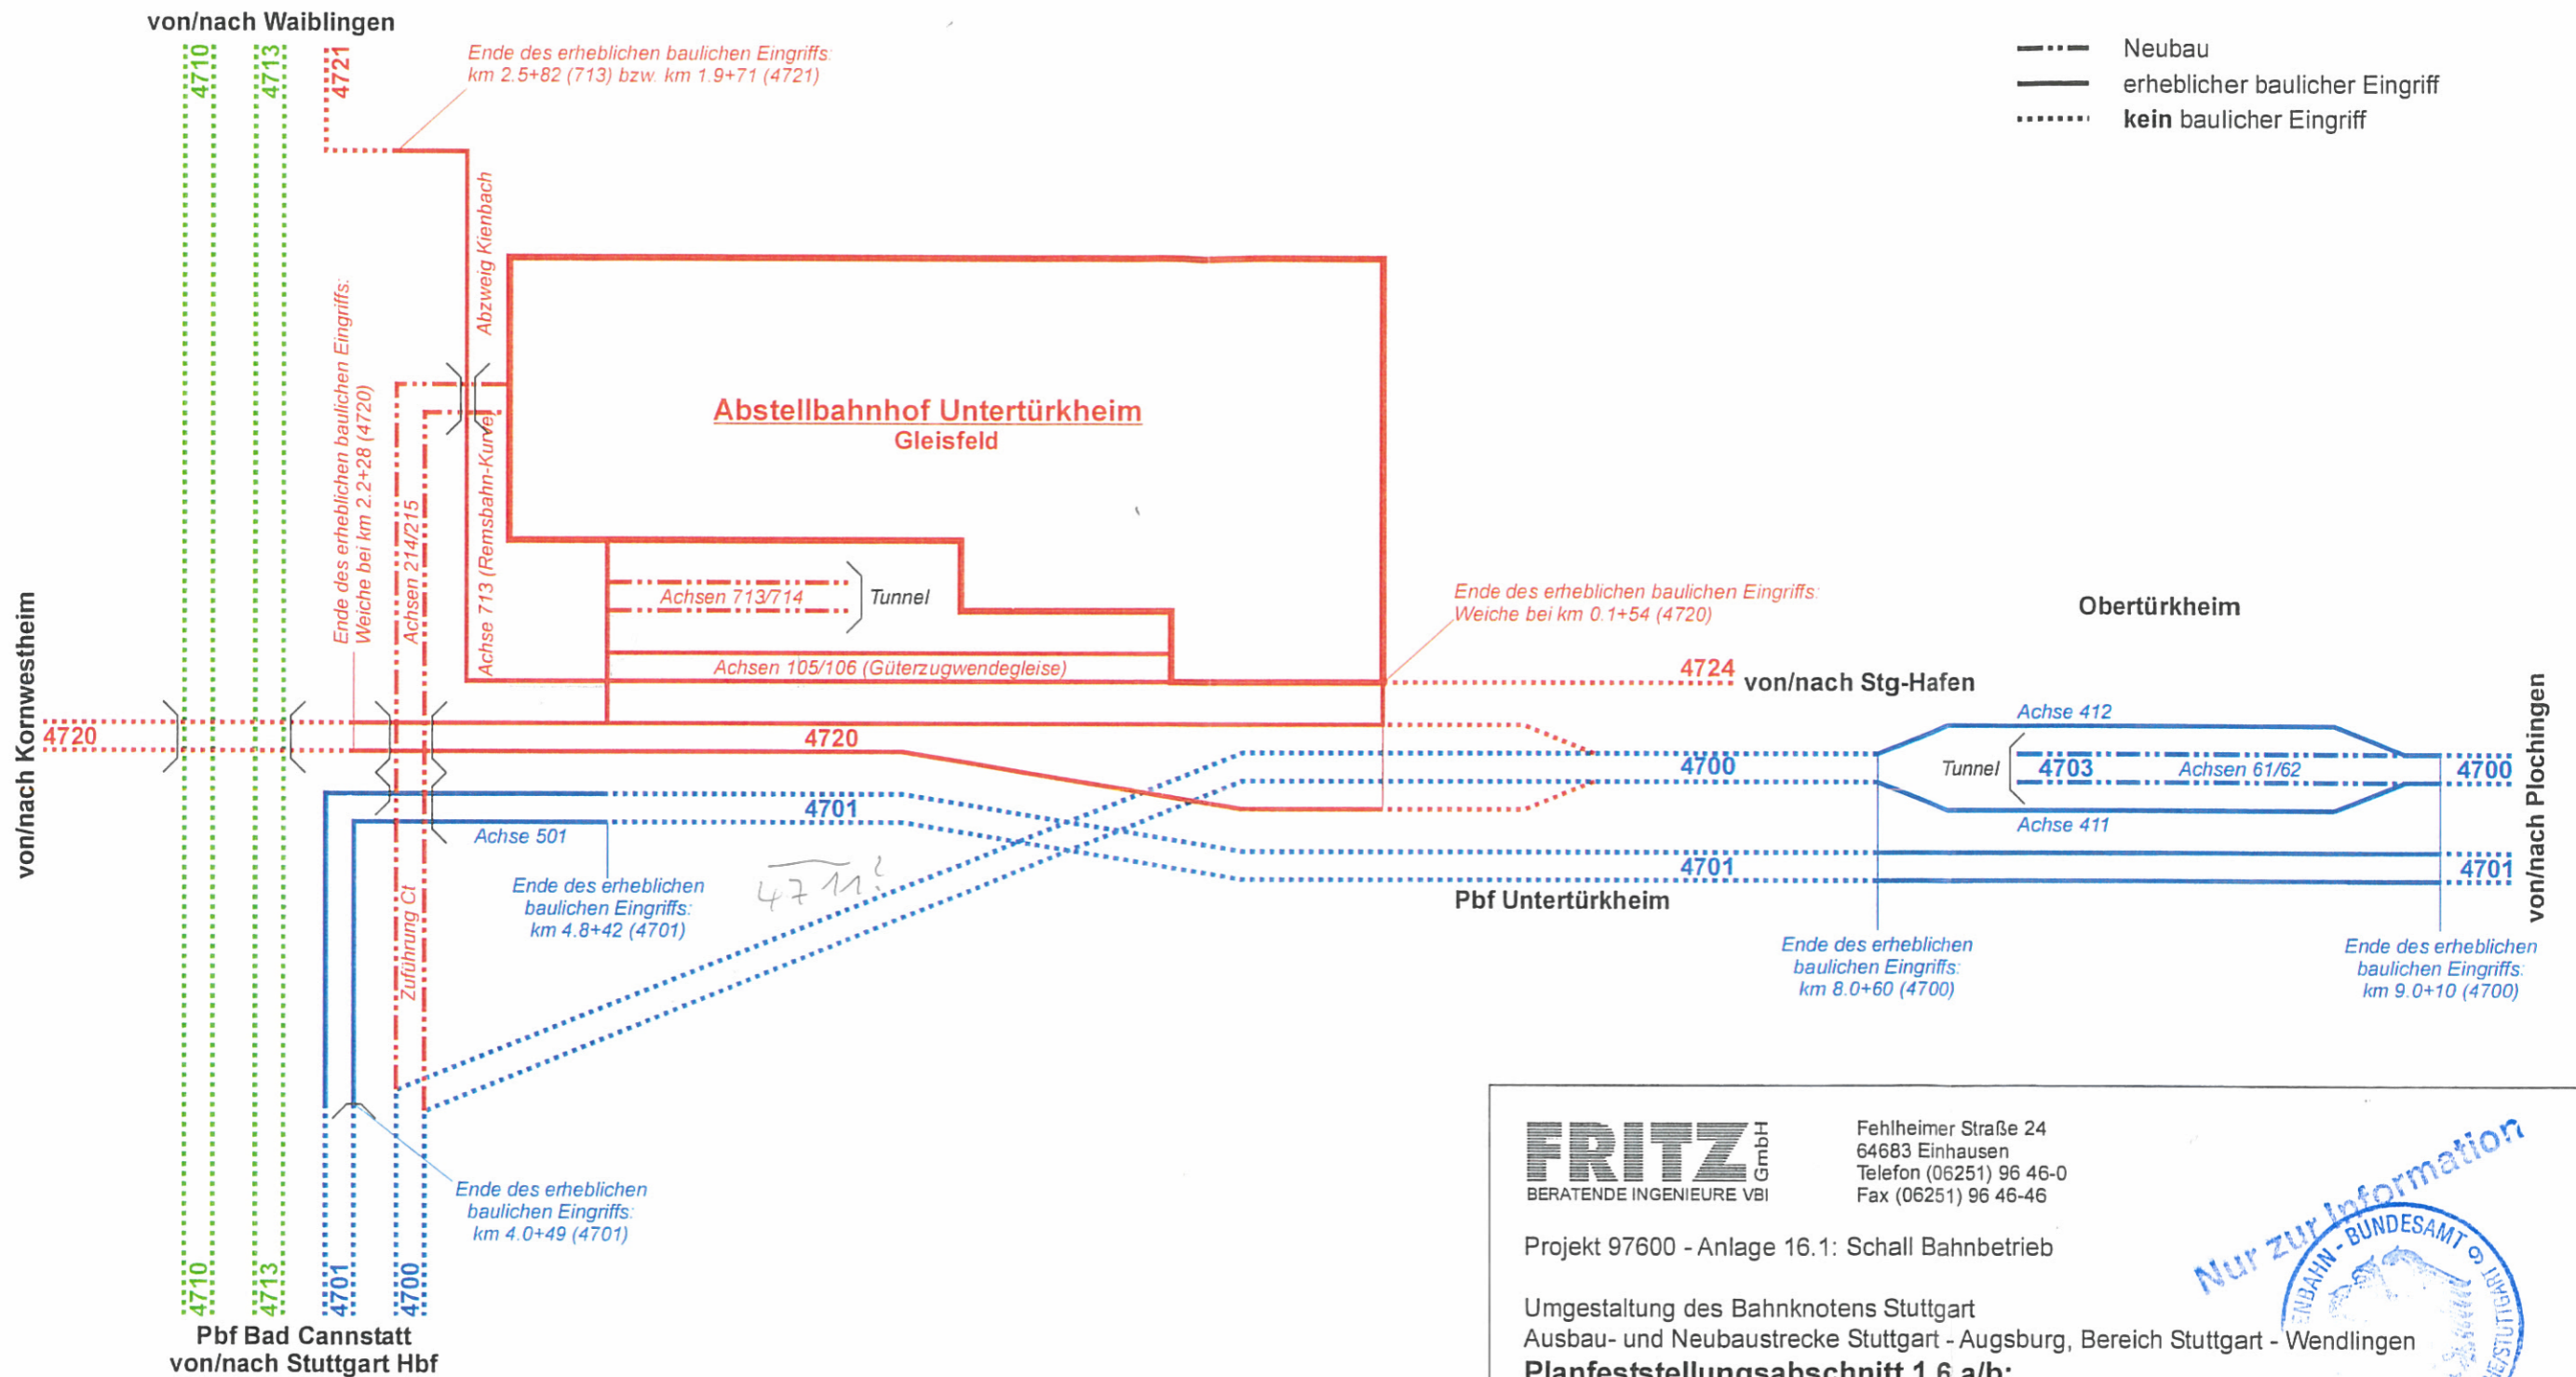 von/nach Waiblingen
4710
4713
4721
Ende des erheblichen baulichen Eingriffs:
km 2.5+82 (713) bzw. km 1.9+71 (4721)
Neubau
erheblicher baulicher Eingriff
kein baulicher Eingriff
Abzweig Kienbach
Ende des erheblichen baulichen Eingriffs:
Weiche bei km 2.2+28 (4720)
Achsen 214/215
Achse 713 (Remsbahn-Kurve)
Abstellbahnhof Untertürkheim
Gleisfeld
Achsen 713/714
Tunnel
Achsen 105/106 (Güterzugwendegleise)
Ende des erheblichen baulichen Eingriffs:
Weiche bei km 0.1+54 (4720)
Obertürkheim
4724
von/nach Stg-Hafen
von/nach Kornwestheim
4720
4720
Achse 412
4700
Tunnel
4703
Achsen 61/62
4700
von/nach Plochingen
4701
Achse 501
Achse 411
4701
4701
4711?
Pbf Untertürkheim
Zuführung Ct
Ende des erheblichen
baulichen Eingriffs:
km 4.8+42 (4701)
Ende des erheblichen
baulichen Eingriffs:
km 8.0+60 (4700)
Ende des erheblichen
baulichen Eingriffs:
km 9.0+10 (4700)
Ende des erheblichen
baulichen Eingriffs:
km 4.0+49 (4701)
4710
4713
4701
4700
Pbf Bad Cannstatt
von/nach Stuttgart Hbf
FRITZ GmbH
BERATENDE INGENIEURE VBI
Fehlheimer Straße 24
64683 Einhausen
Telefon (06251) 96 46-0
Fax (06251) 96 46-46
Projekt 97600 - Anlage 16.1: Schall Bahnbetrieb
Nur zur Information
ENBAHN - BUNDESAMT
Umgestaltung des Bahnknotens Stuttgart
Ausbau- und Neubaustrecke Stuttgart - Augsburg, Bereich Stuttgart - Wendlingen
Planfeststellungsabschnitt 1.6 a/b: